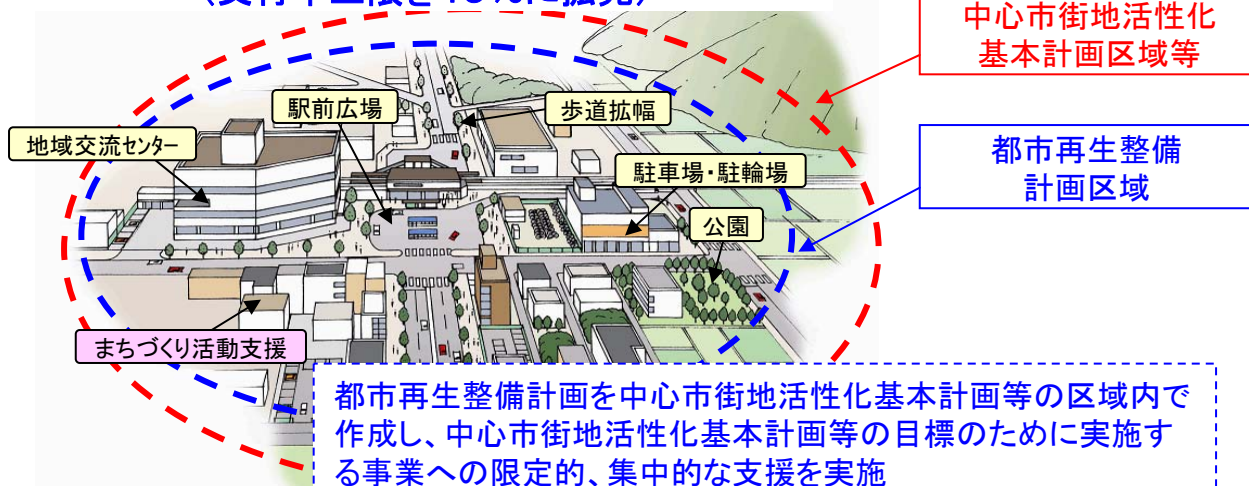 中心市街地活性化
基本計画区域等
駅前広場
歩道拡幅
地域交流センター
都市再生整備
計画区域
駐車場・駐輪場
公園
まちづくり活動支援
都市再生整備計画を中心市街地活性化基本計画等の区域内で
作成し、中心市街地活性化基本計画等の目標のために実施す
る事業への限定的、集中的な支援を実施